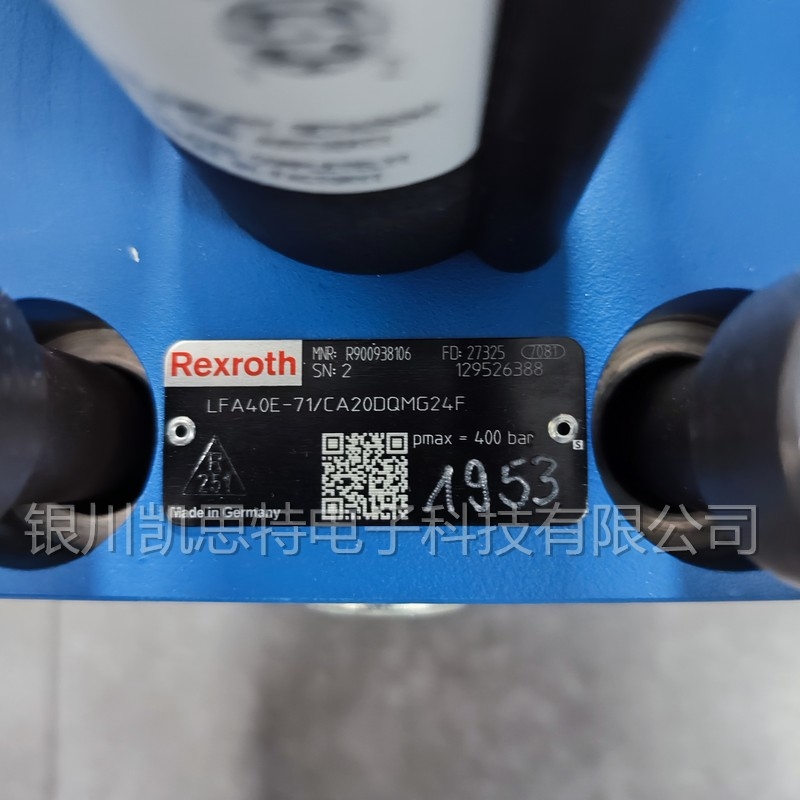 Rexroth
MNR: R900938106 FD: 27325 7081
SN: 2 129526388
LFA40E-71/CA20DQMG24F
pmax = 400 bar
R
251
1953
S
Made in Germany
银川凯思特电子科技有限公司